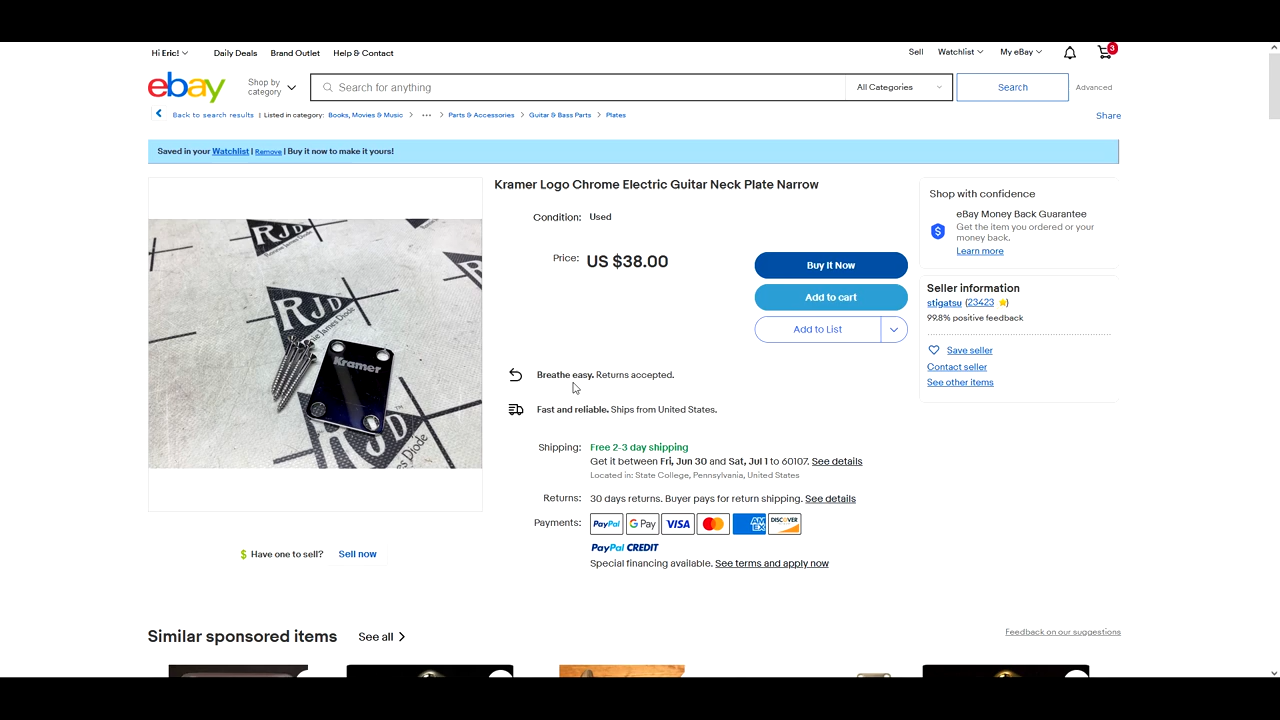 Hi Eric!
Daily Deals
Brand Outlet
Help & Contact
Sell
Watchlist
My eBay
3
ebay
Shop by category
Search for anything
All Categories
Search
Advanced
Back to search results | Listed in category: Books, Movies & Music > ... > Parts & Accessories > Guitar & Bass Parts > Plates
Share
Saved in your Watchlist | Remove | Buy it now to make it yours!
Kramer Logo Chrome Electric Guitar Neck Plate Narrow
Condition: Used
Price: US $38.00
Buy It Now
Add to cart
Add to List
Breathe easy. Returns accepted.
Fast and reliable. Ships from United States.
Shipping: Free 2-3 day shipping
Get it between Fri, Jun 30 and Sat, Jul 1 to 60107. See details
Located in: State College, Pennsylvania, United States
Returns: 30 days returns. Buyer pays for return shipping. See details
Payments: PayPal G Pay VISA AMEX DISCOVER
PayPal CREDIT
Special financing available. See terms and apply now
Shop with confidence
eBay Money Back Guarantee
Get the item you ordered or your
money back.
Learn more
Seller information
stigatsu (23423)
99.8% positive feedback
Save seller
Contact seller
See other items
RJD
RJD
Kramer
RJD
$ Have one to sell? Sell now
Similar sponsored items
See all
Feedback on our suggestions